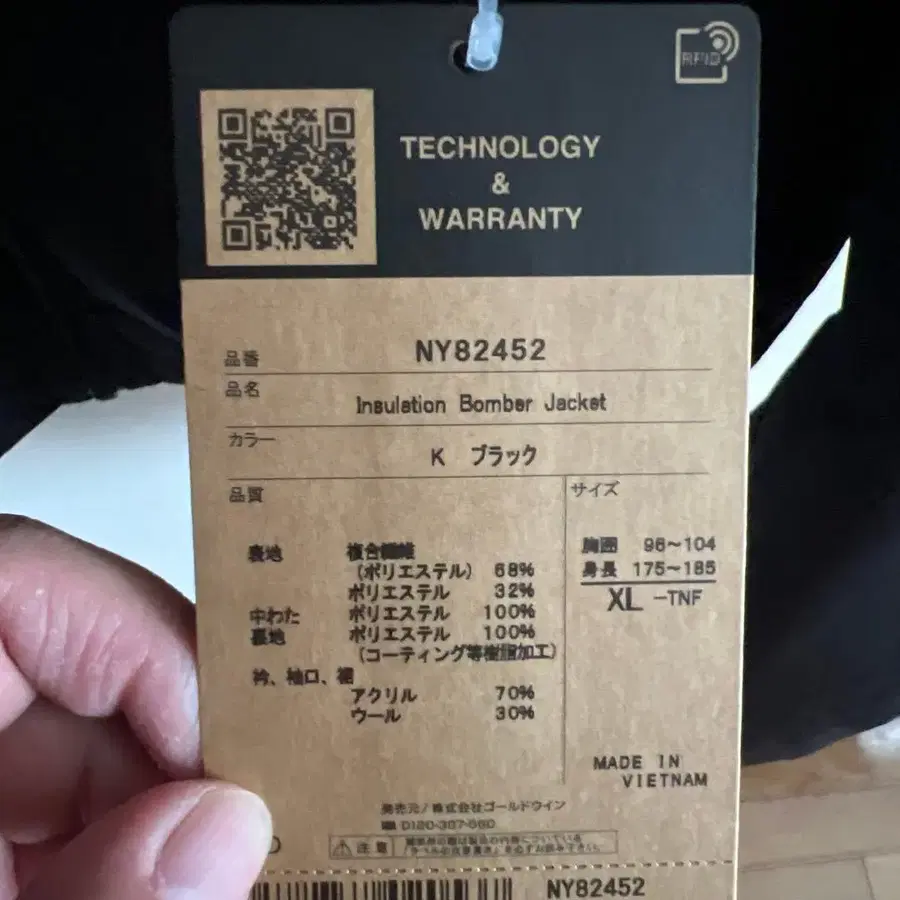 RFID
TECHNOLOGY
&
WARRANTY
品番 NY82452
品名 Insulation Bomber Jacket
カラー K ブラック
品質
表地 複合繊維
(ポリエステル) 68%
ポリエステル 32%
中わた ポリエステル 100%
裏地 ポリエステル 100%
(コーティング等樹脂加工)
衿、袖口、裾
アクリル 70%
ウール 30%
サイズ
胸囲 96~104
身長 175~185
XL -TNF
MADE IN
VIETNAM
発売元/株式会社ゴールドウイン
0120-307-560
注意
NY82452